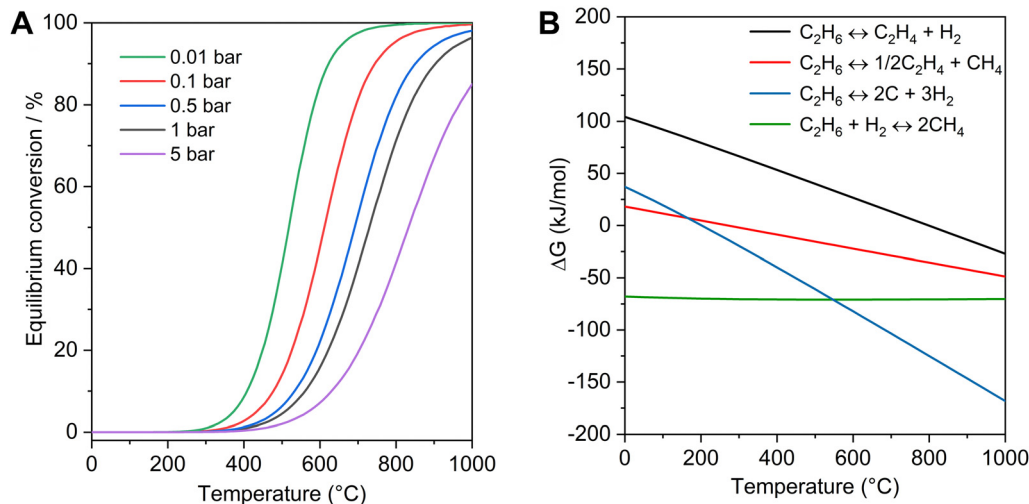 A
100
80
60
40
20
0
Equilibrium conversion / %
0.01 bar
0.1 bar
0.5 bar
1 bar
5 bar
0 200 400 600 800 1000
Temperature (°C)
B
200
150
100
50
0
-50
-100
-150
-200
ΔG (kJ/mol)
C₂H₆ ↔ C₂H₄ + H₂
C₂H₆ ↔ 1/2C₂H₄ + CH₄
C₂H₆ ↔ 2C + 3H₂
C₂H₆ + H₂ ↔ 2CH₄
0 200 400 600 800 1000
Temperature (°C)